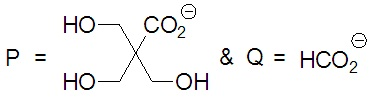 HO CO2⊖
P = & Q = HCO2⊖
HO OH